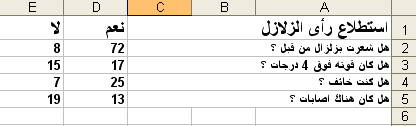 E D C B A
استطلاع رأى الزلازل نعم لا 1
هل شعرت بزلزال من قبل ؟ 72 8 2
هل كان قوته فوق 4 درجات ؟ 17 15 3
هل كنت خائف ؟ 25 7 4
هل كان هناك اصابات ؟ 13 19 5
6